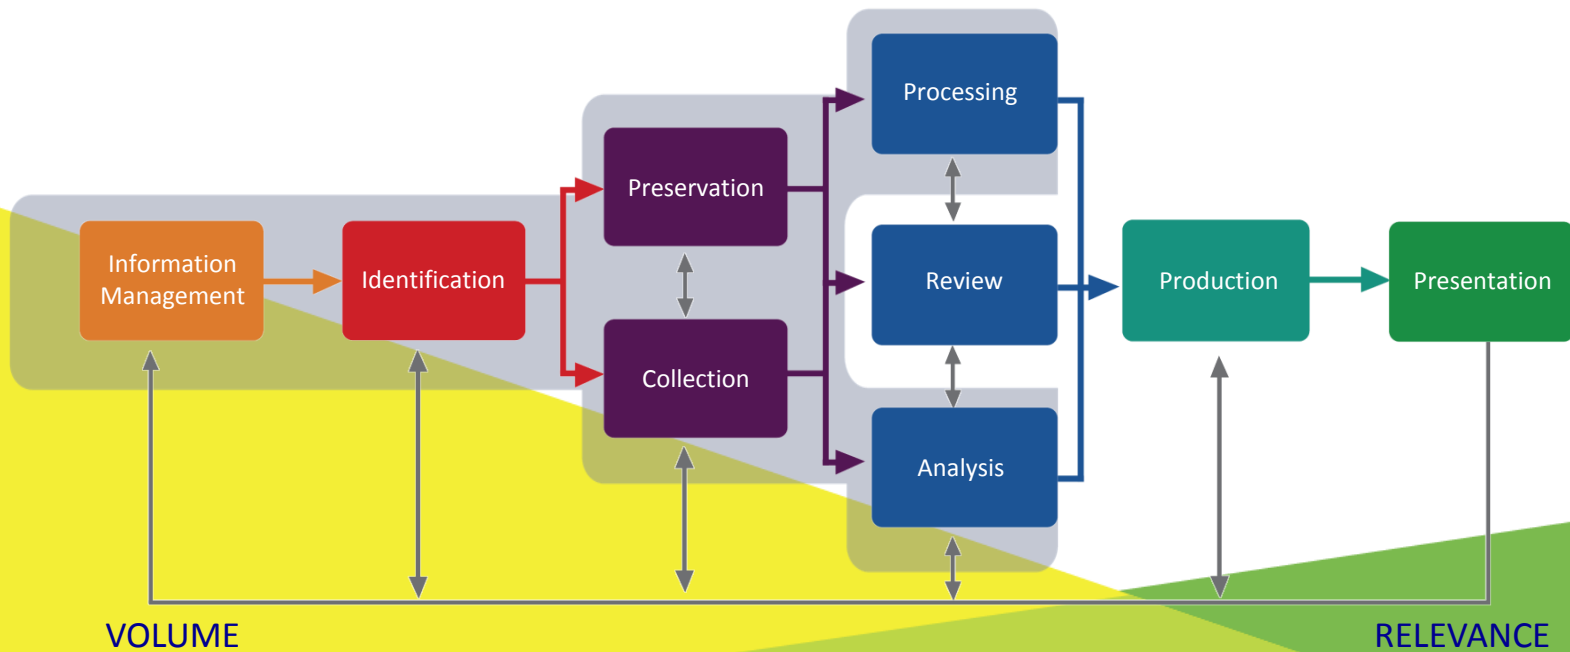 Information
Management
Identification
Preservation
Collection
Processing
Review
Analysis
Production
Presentation
VOLUME
RELEVANCE